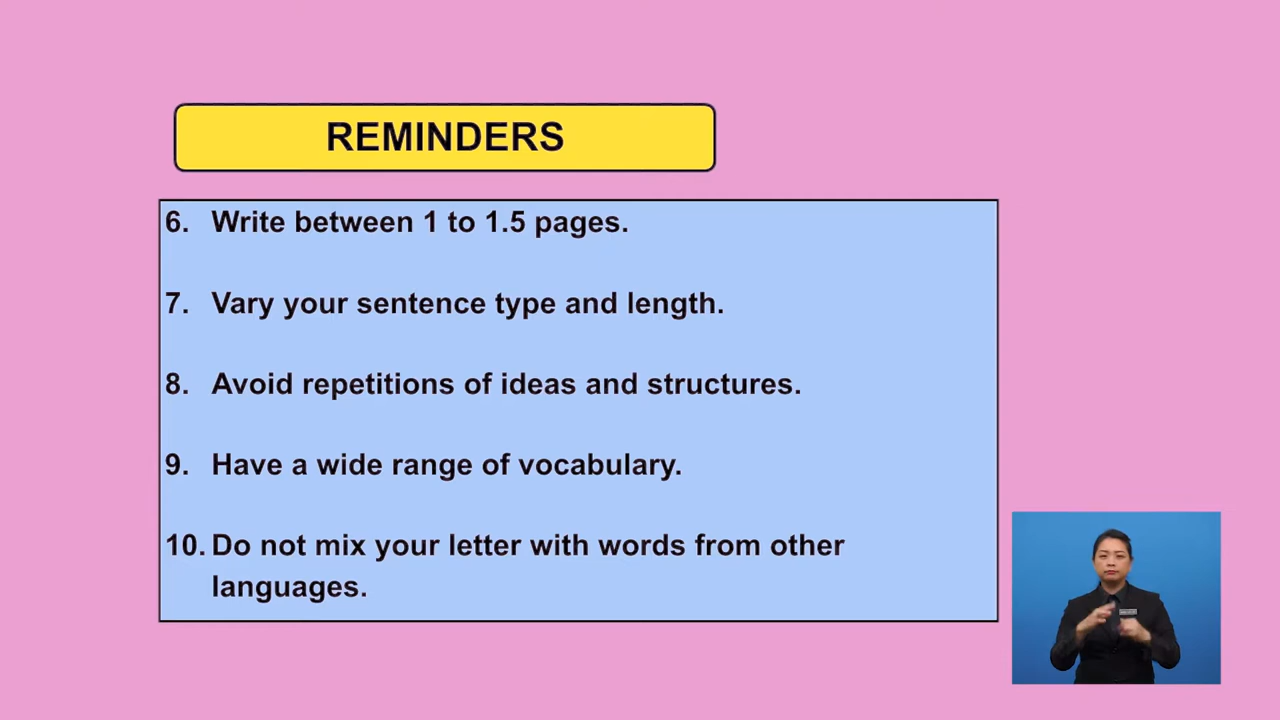 REMINDERS
6. Write between 1 to 1.5 pages.
7. Vary your sentence type and length.
8. Avoid repetitions of ideas and structures.
9. Have a wide range of vocabulary.
10. Do not mix your letter with words from other
languages.